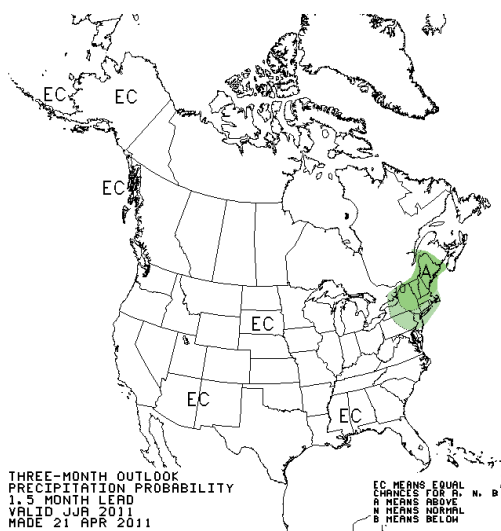 EC
EC
EC
A
EC
EC
EC
THREE-MONTH OUTLOOK
PRECIPITATION PROBABILITY
1.5 MONTH LEAD
VALID JJA 2011
MADE 21 APR 2011
EC MEANS EQUAL
CHANCES FOR A, N, B
A MEANS ABOVE
N MEANS NORMAL
B MEANS BELOW